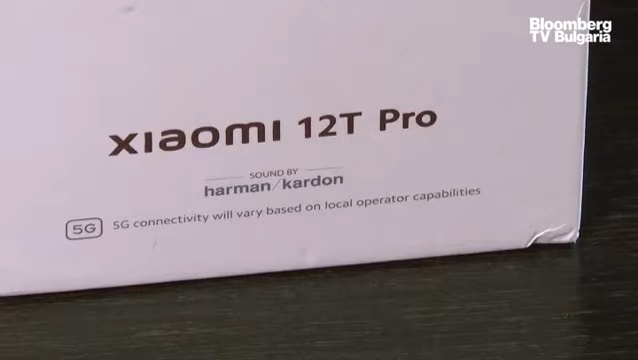 Bloomberg
TV Bulgaria
XIAOMI 12T Pro
SOUND BY
harman/kardon
5G 5G connectivity will vary based on local operator capabilities